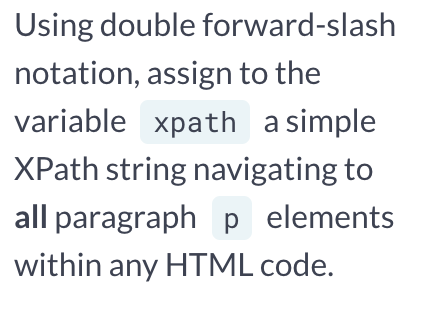 Using double forward-slash
notation, assign to the
variable xpath a simple
XPath string navigating to
all paragraph p elements
within any HTML code.